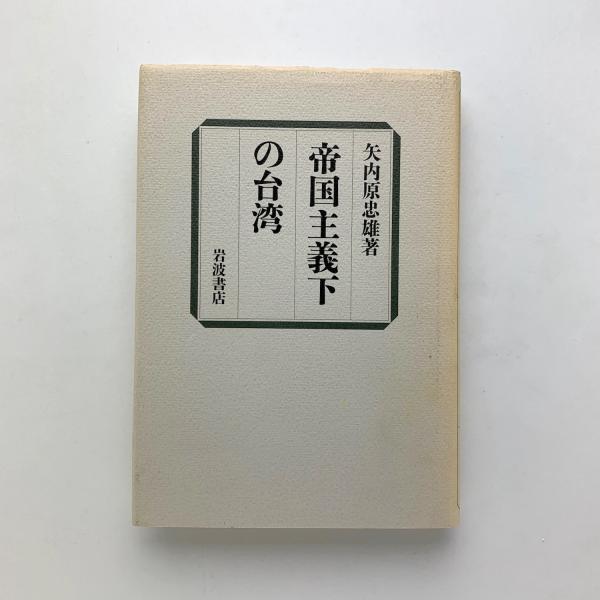 矢内原忠雄著
帝国主義下
の台湾
岩波書店